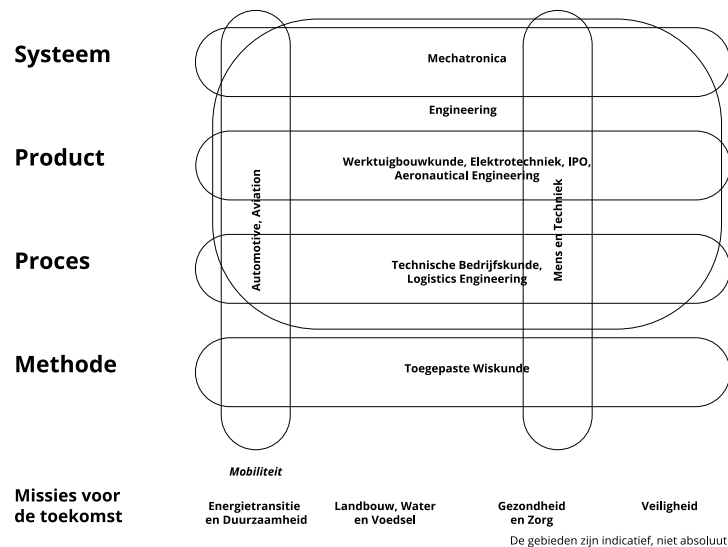 Systeem
Mechatronica
Engineering
Product
Werktuigbouwkunde, Elektrotechniek, IPO,
Aeronautical Engineering
Automotive, Aviation
Mens en Techniek
Proces
Technische Bedrijfskunde,
Logistics Engineering
Methode
Toegepaste Wiskunde
Mobiliteit
Missies voor
de toekomst
Energietransitie
en Duurzaamheid
Landbouw, Water
en Voedsel
Gezondheid
en Zorg
Veiligheid
De gebieden zijn indicatief, niet absoluut